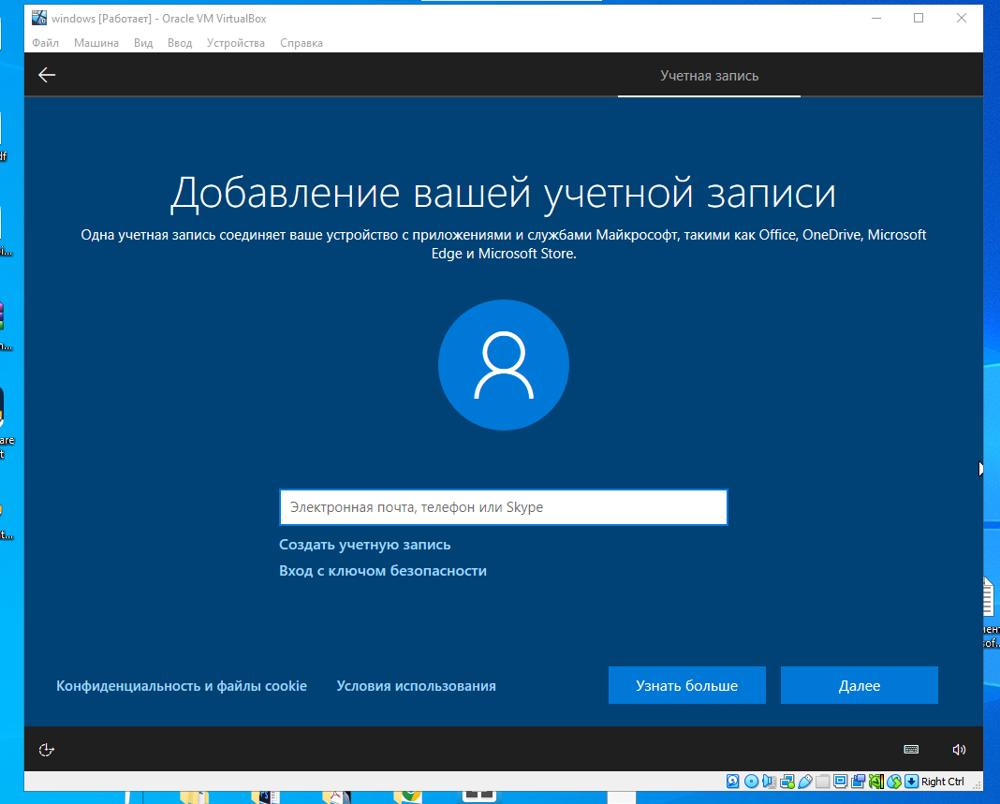 windows [Работает] - Oracle VM VirtualBox
Файл Машина Вид Ввод Устройства Справка
Учетная запись
Добавление вашей учетной записи
Одна учетная запись соединяет ваше устройство с приложениями и службами Майкрософт, такими как Office, OneDrive, Microsoft
Edge и Microsoft Store.
Электронная почта, телефон или Skype
Создать учетную запись
Вход с ключом безопасности
Конфиденциальность и файлы cookie Условия использования Узнать больше Далее
Right Ctrl